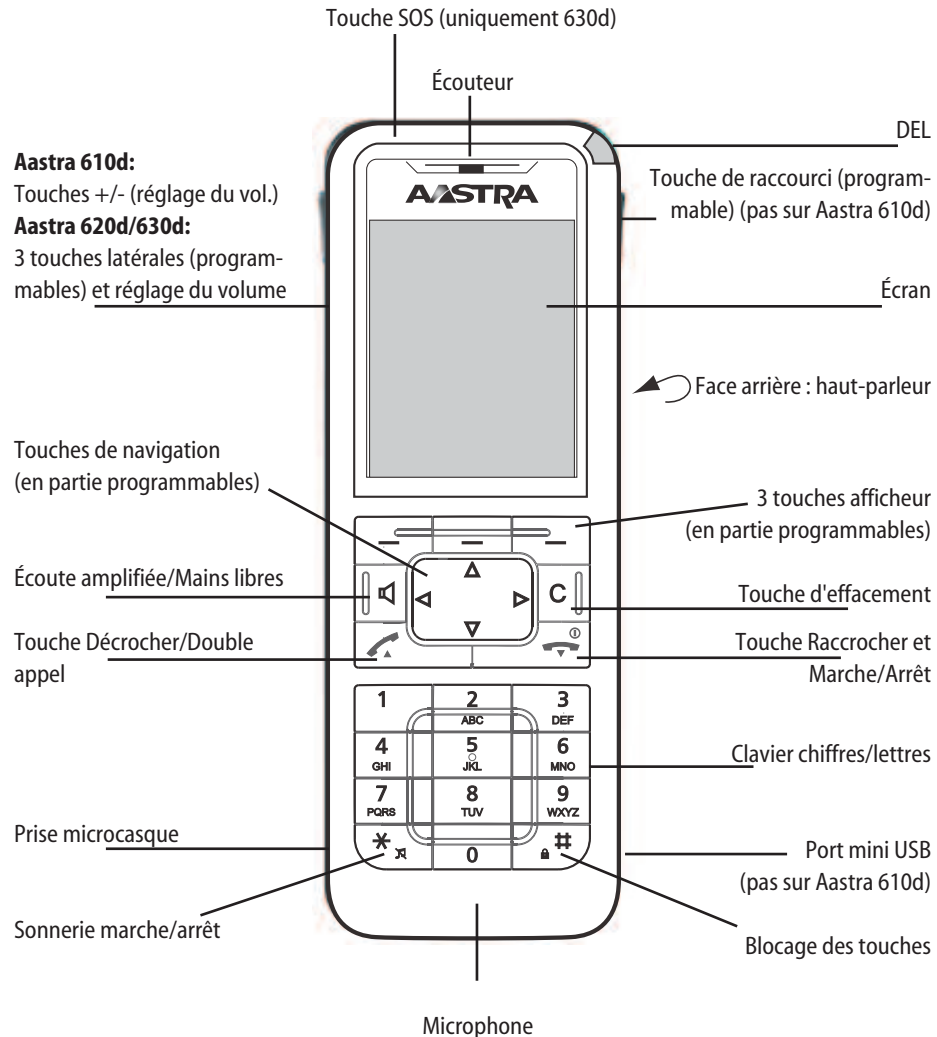 Touche SOS (uniquement 630d)
Écouteur
DEL
Aastra 610d:
Touches +/- (réglage du vol.)
Aastra 620d/630d:
3 touches latérales (program-
mables) et réglage du volume
Touche de raccourci (program-
mable) (pas sur Aastra 610d)
AASTRA
Écran
Face arrière : haut-parleur
Touches de navigation
(en partie programmables)
3 touches afficheur
(en partie programmables)
Écoute amplifiée/Mains libres
C
Touche d'effacement
Touche Décrocher/Double
appel
Touche Raccrocher et
Marche/Arrêt
1 2 3
ABC DEF
4 5 6
GHI JKL MNO
Clavier chiffres/lettres
7 8 9
PQRS TUV WXYZ
Prise microcasque
* 0 #
Port mini USB
(pas sur Aastra 610d)
Sonnerie marche/arrêt
Blocage des touches
Microphone